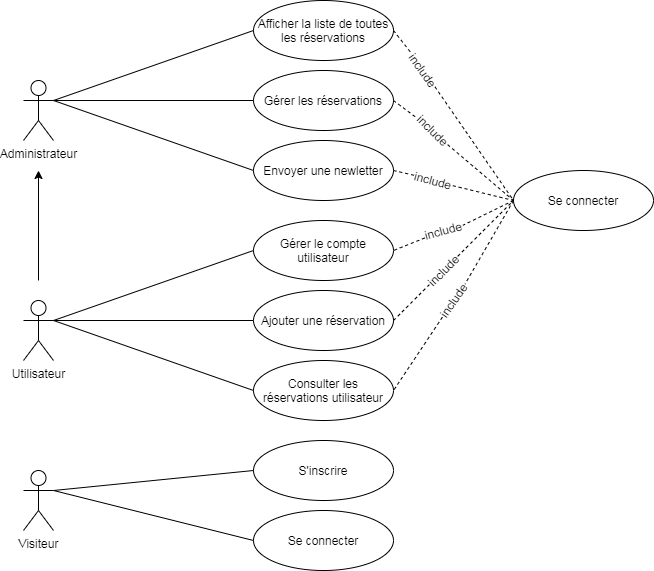 Afficher la liste de toutes
les réservations
include
Gérer les réservations
include
Administrateur
Envoyer une newletter
include
Se connecter
include
Gérer le compte
utilisateur
include
include
Ajouter une réservation
Utilisateur
Consulter les
réservations utilisateur
S'inscrire
Visiteur
Se connecter